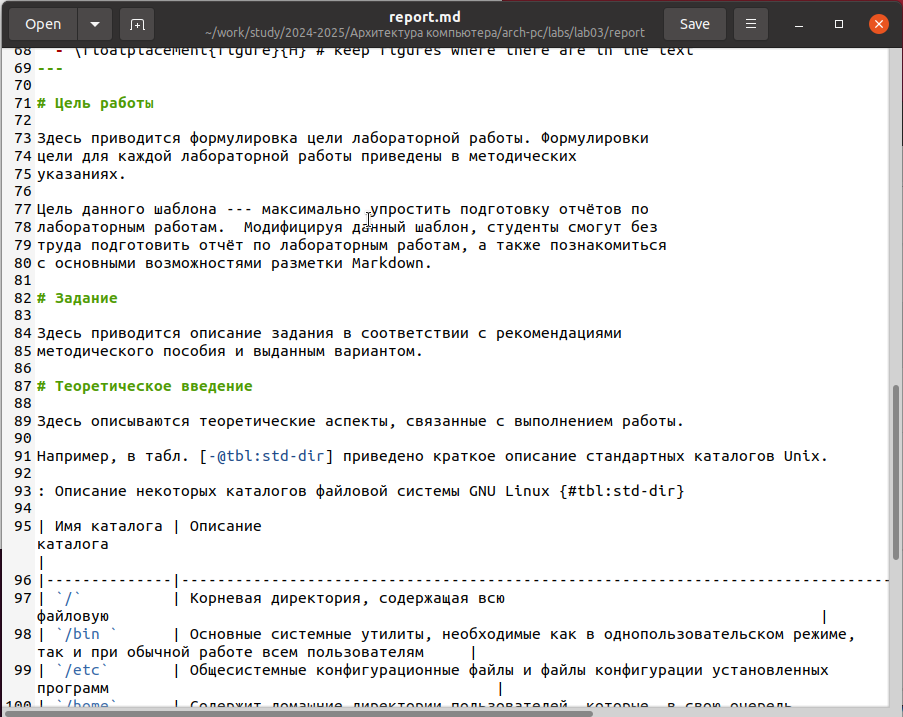 Open
report.md
~/work/study/2024-2025/Архитектура компьютера/arch-pc/labs/lab03/report
Save
68 - \floatplacement{figure}{H} # keep figures where there are in the text
69 ---
70
71 # Цель работы
72
73 Здесь приводится формулировка цели лабораторной работы. Формулировки
74 цели для каждой лабораторной работы приведены в методических
75 указаниях.
76
77 Цель данного шаблона --- максимально упростить подготовку отчётов по
78 лабораторным работам.  Модифицируя данный шаблон, студенты смогут без
79 труда подготовить отчёт по лабораторным работам, а также познакомиться
80 с основными возможностями разметки Markdown.
81
82 # Задание
83
84 Здесь приводится описание задания в соответствии с рекомендациями
85 методического пособия и выданным вариантом.
86
87 # Теоретическое введение
88
89 Здесь описываются теоретические аспекты, связанные с выполнением работы.
90
91 Например, в табл. [-@tbl:std-dir] приведено краткое описание стандартных каталогов Unix.
92
93 : Описание некоторых каталогов файловой системы GNU Linux {#tbl:std-dir}
94
95 | Имя каталога | Описание
каталога
|
96 |--------------|-------------------------------------------------------------------------------
97 | `/`          | Корневая директория, содержащая всю
файловую |
98 | `/bin `      | Основные системные утилиты, необходимые как в однопользовательском режиме,
так и при обычной работе всем пользователям |
99 | `/etc`       | Общесистемные конфигурационные файлы и файлы конфигурации установленных
программ |
100 | `/home`      | Содержит домашние директории пользователей, которые, в свою очередь,